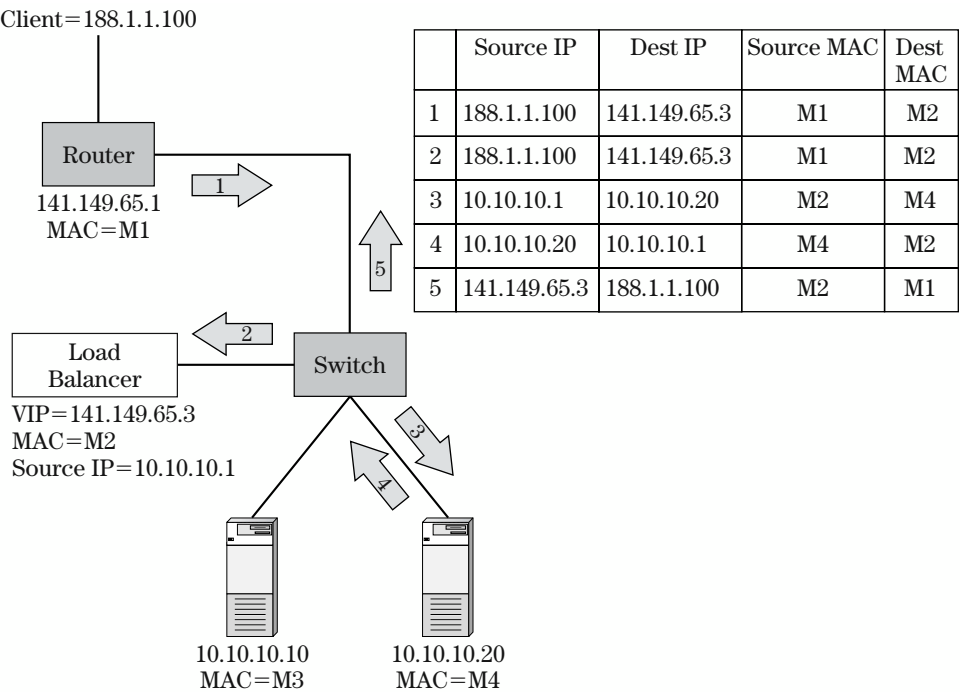 Client=188.1.1.100
Router
141.149.65.1
MAC=M1
1
5
2
Load
Balancer
VIP=141.149.65.3
MAC=M2
Source IP=10.10.10.1
Switch
3
4
10.10.10.10
MAC=M3
10.10.10.20
MAC=M4
Source IP Dest IP Source MAC Dest
MAC
1 188.1.1.100 141.149.65.3 M1 M2
2 188.1.1.100 141.149.65.3 M1 M2
3 10.10.10.1 10.10.10.20 M2 M4
4 10.10.10.20 10.10.10.1 M4 M2
5 141.149.65.3 188.1.1.100 M2 M1